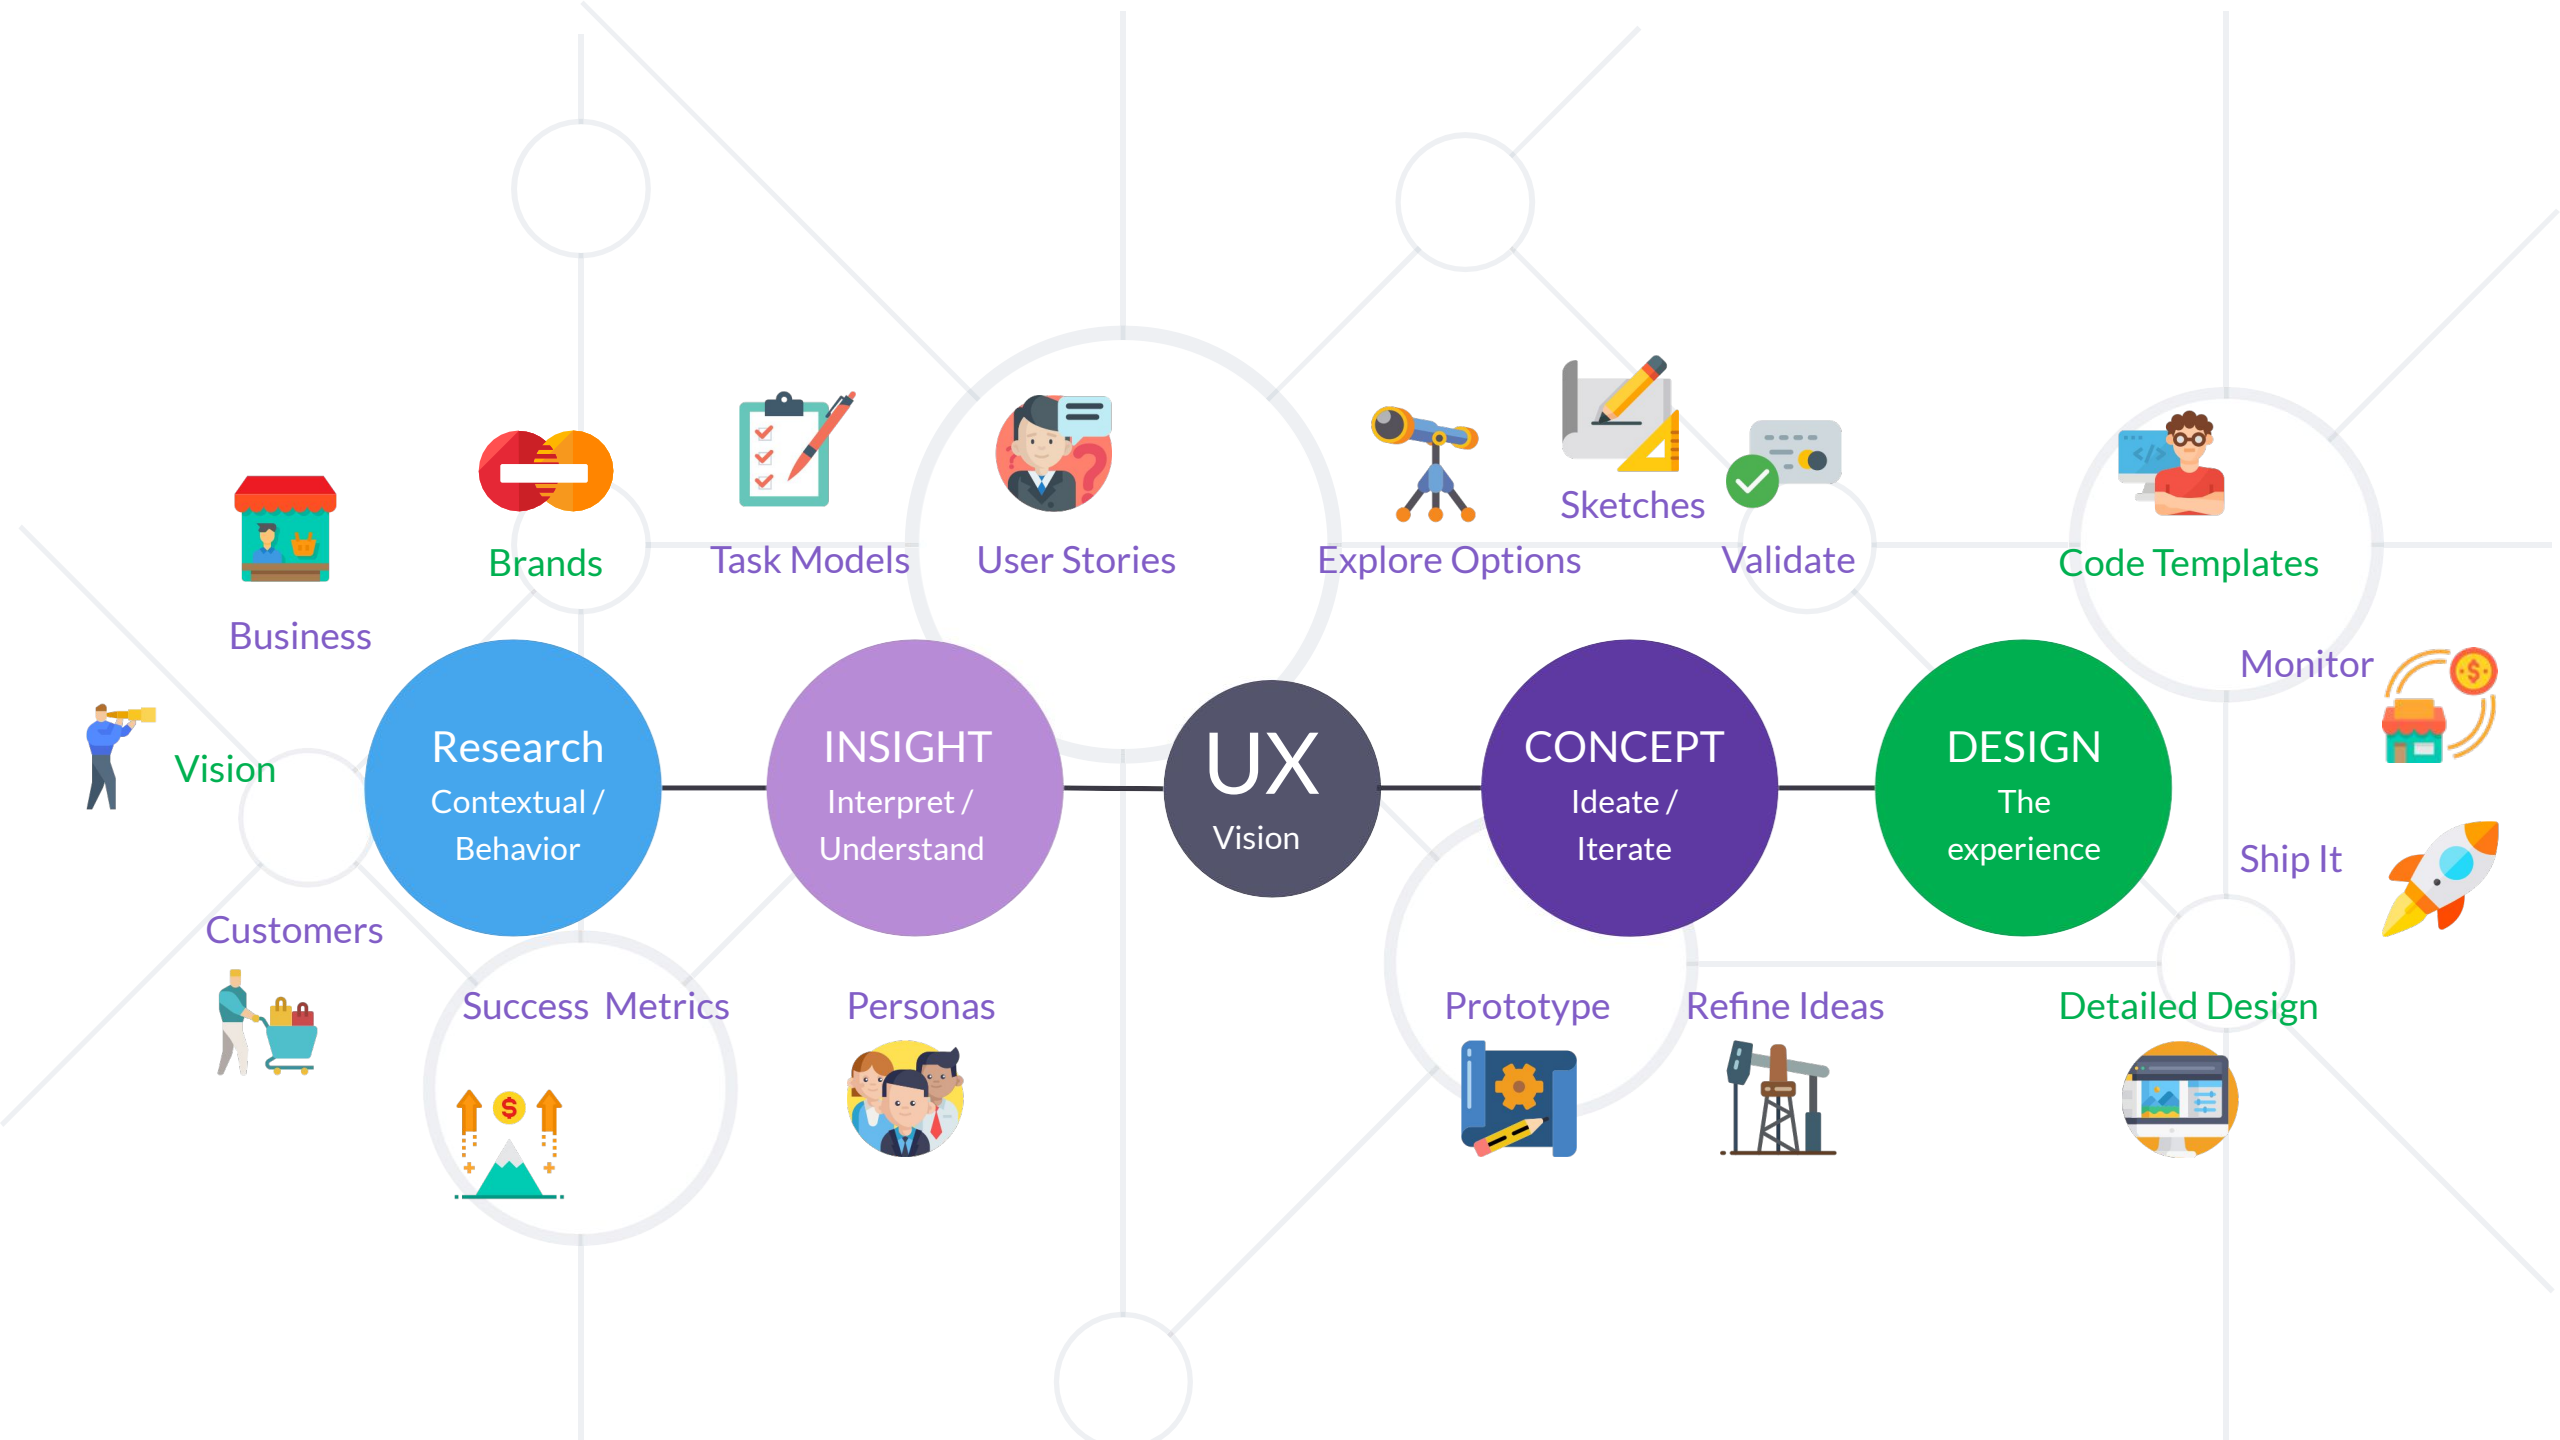 Sketches
Brands
Task Models
User Stories
Explore Options
Validate
Code Templates
Business
Monitor
Vision
Research
Contextual /
Behavior
INSIGHT
Interpret /
Understand
UX
Vision
CONCEPT
Ideate /
Iterate
DESIGN
The
experience
Ship It
Customers
Success Metrics
Personas
Prototype
Refine Ideas
Detailed Design